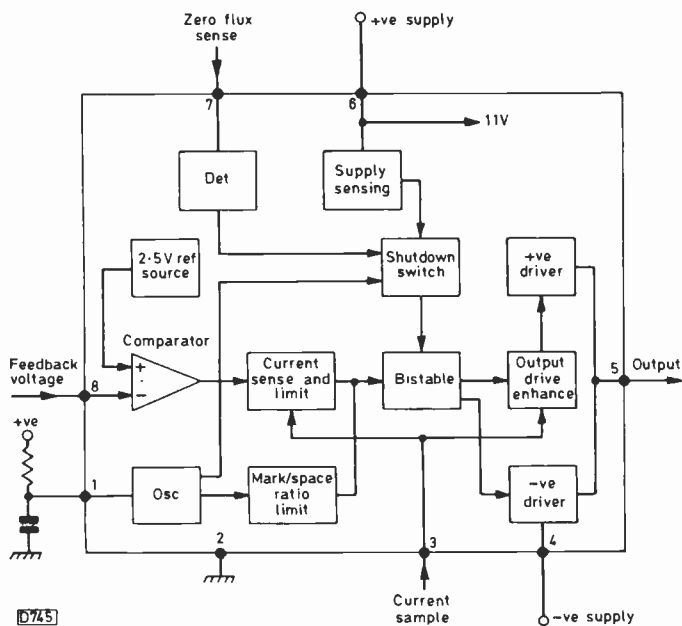 Zero flux
sense
+ve supply
7
6
11V
Det
Supply
sensing
2·5V ref
source
Shutdown
switch
+ve
driver
Comparator
Feedback
voltage
8
+
-
Current
sense and
limit
Bistable
Output
drive
enhance
5
Output
+ve
1
Osc
Mark/space
ratio
limit
-ve
driver
2
3
4
Current
sample
-ve supply
D745